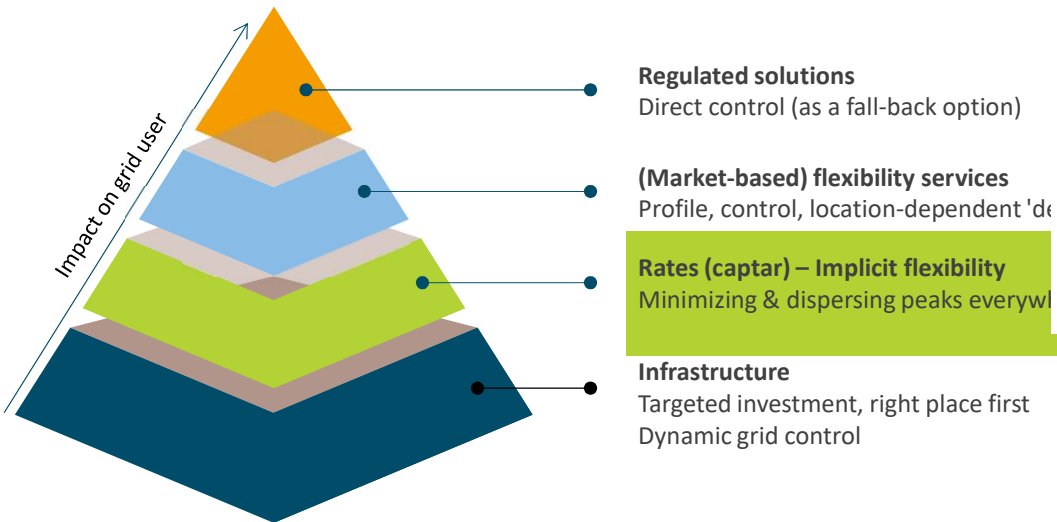 Impact on grid user
Regulated solutions
Direct control (as a fall-back option)
(Market-based) flexibility services
Profile, control, location-dependent
Rates (captar) – Implicit flexibility
Minimizing & dispersing peaks
Infrastructure
Targeted investment, right place first
Dynamic grid control